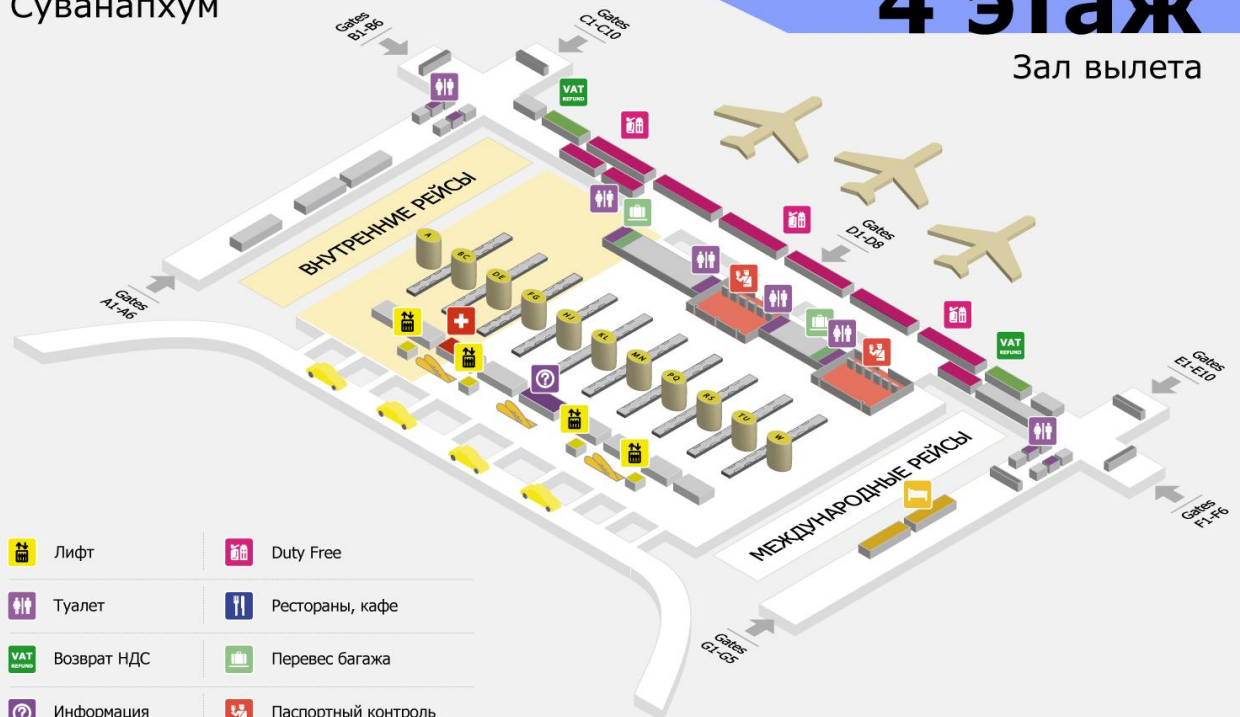 Суванапхум
4 этаж
Зал вылета
Gates
B1-B6
Gates
C1-C10
VAT
REFUND
ВНУТРЕННИЕ РЕЙСЫ
Gates
D1-D8
Gates
A1-A6
A
BC
DE
FG
HJ
KL
MN
PQ
RS
TU
W
VAT
REFUND
Gates
E1-E10
МЕЖДУНАРОДНЫЕ РЕЙСЫ
Gates
F1-F6
Gates
G1-G5
Лифт
Duty Free
Туалет
Рестораны, кафе
VAT
REFUND
Возврат НДС
Перевес багажа
Информация
Паспортный контроль